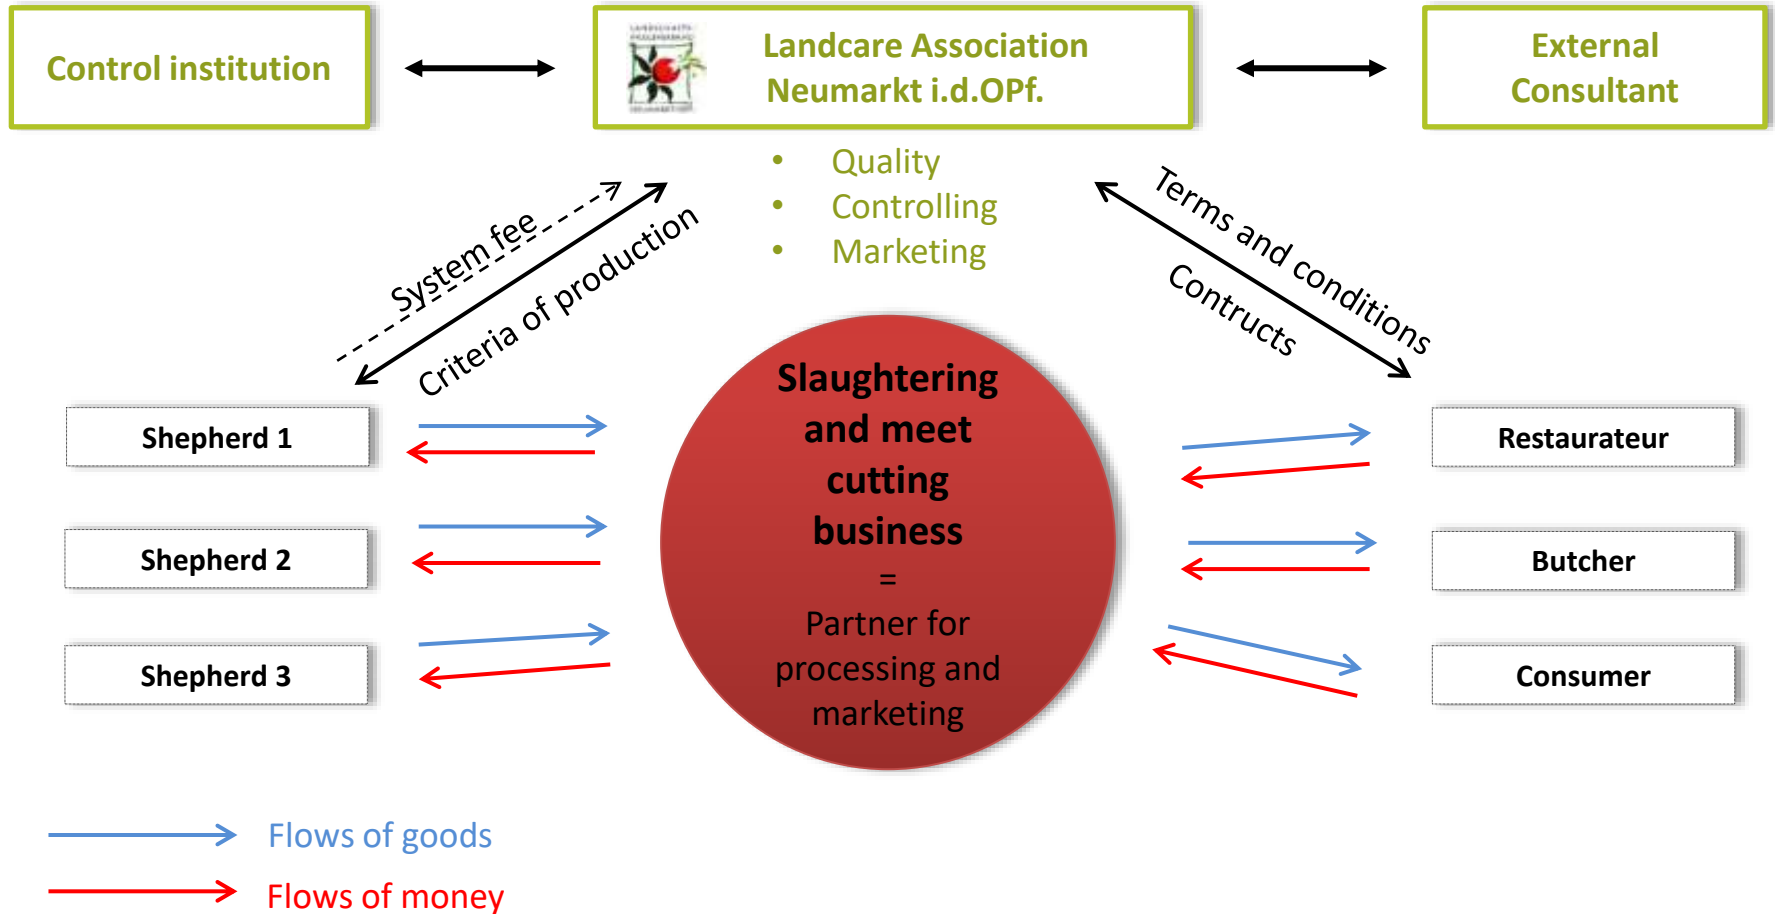 Control institution
Landcare Association
Neumarkt i.d.OPf.
External
Consultant
• Quality
• Controlling
• Marketing
System fee
Criteria of production
Terms and conditions
Contructs
Slaughtering
and meet
cutting
business
=
Partner for
processing and
marketing
Shepherd 1
Shepherd 2
Shepherd 3
Restaurateur
Butcher
Consumer
Flows of goods
Flows of money